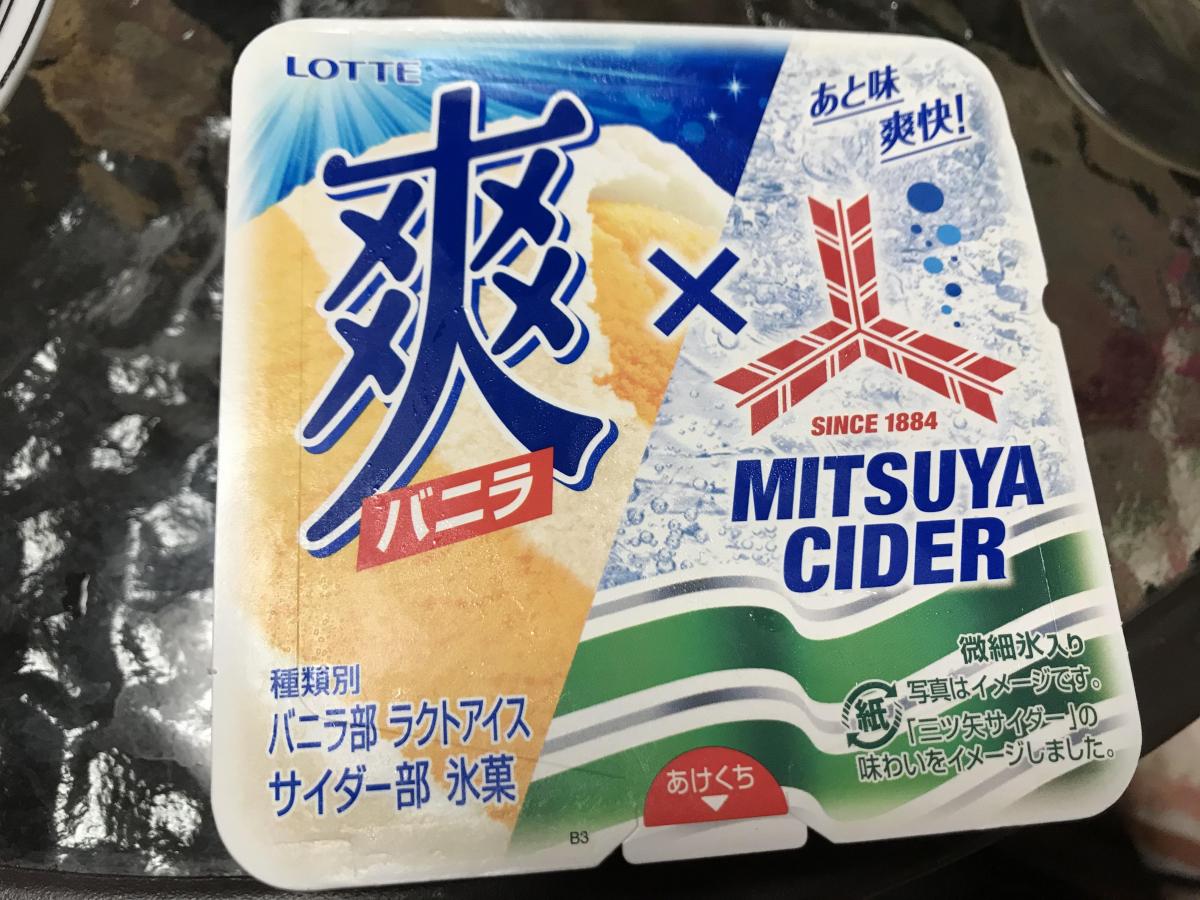 LOTTE
爽
バニラ
×
あと味
爽快!
SINCE 1884
MITSUYA
CIDER
種類別
バニラ部 ラクトアイス
サイダー部 氷菓
微細氷入り
紙
写真はイメージです。
「三ツ矢サイダー」の
味わいをイメージしました。
あけくち
B3